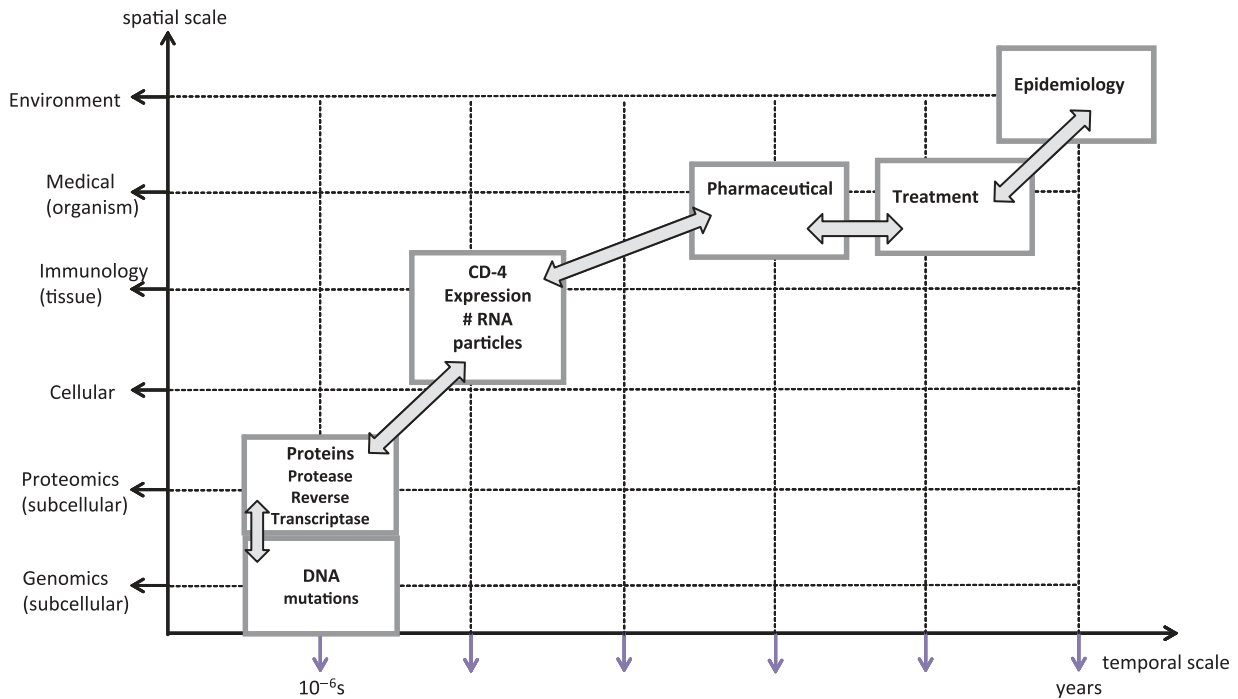 spatial scale
Environment
Epidemiology
Medical
(organism)
Pharmaceutical
Treatment
Immunology
(tissue)
CD-4
Expression
# RNA
particles
Cellular
Proteomics
(subcellular)
Proteins
Protease
Reverse
Transcriptase
Genomics
(subcellular)
DNA
mutations
temporal scale
10⁻⁶s
years